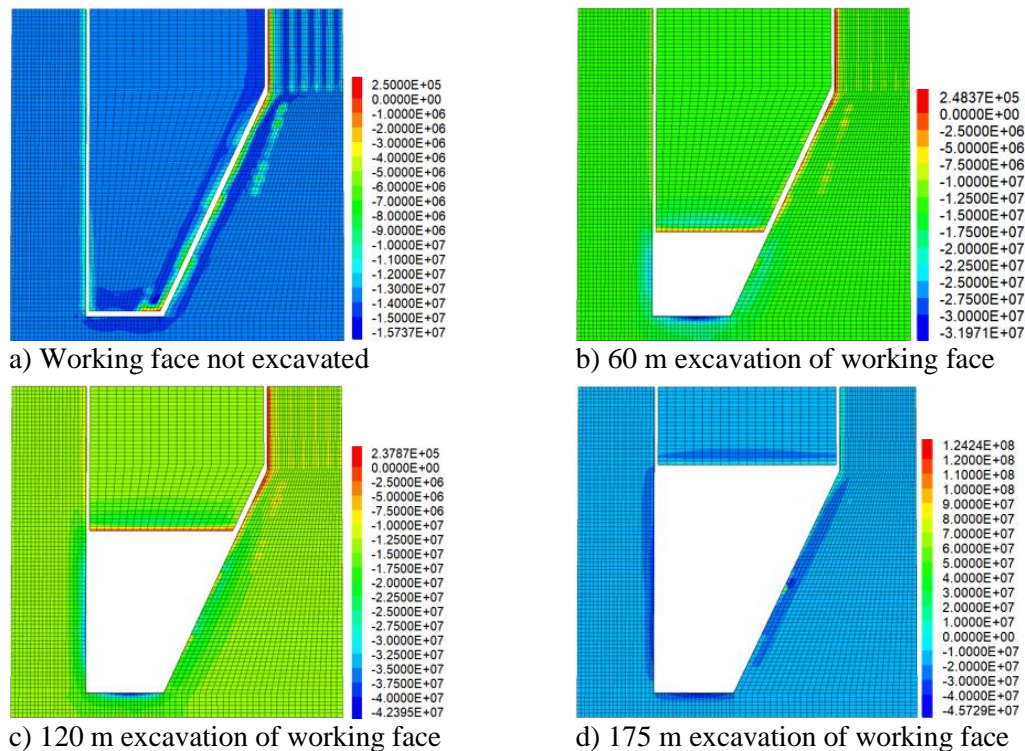 2.5000E+05
0.0000E+00
-1.0000E+06
-2.0000E+06
-3.0000E+06
-4.0000E+06
-5.0000E+06
-6.0000E+06
-7.0000E+06
-8.0000E+06
-9.0000E+06
-1.0000E+07
-1.1000E+07
-1.2000E+07
-1.3000E+07
-1.4000E+07
-1.5000E+07
-1.5737E+07
a) Working face not excavated
2.4837E+05
0.0000E+00
-2.5000E+06
-5.0000E+06
-7.5000E+06
-1.0000E+07
-1.2500E+07
-1.5000E+07
-1.7500E+07
-2.0000E+07
-2.2500E+07
-2.5000E+07
-2.7500E+07
-3.0000E+07
-3.1971E+07
b) 60 m excavation of working face
2.3787E+05
0.0000E+00
-2.5000E+06
-5.0000E+06
-7.5000E+06
-1.0000E+07
-1.2500E+07
-1.5000E+07
-1.7500E+07
-2.0000E+07
-2.2500E+07
-2.5000E+07
-2.7500E+07
-3.0000E+07
-3.2500E+07
-3.5000E+07
-3.7500E+07
-4.0000E+07
-4.2395E+07
c) 120 m excavation of working face
1.2424E+08
1.2000E+08
1.1000E+08
1.0000E+08
9.0000E+07
8.0000E+07
7.0000E+07
6.0000E+07
5.0000E+07
4.0000E+07
3.0000E+07
2.0000E+07
1.0000E+07
0.0000E+00
-1.0000E+07
-2.0000E+07
-3.0000E+07
-4.0000E+07
-4.5729E+07
d) 175 m excavation of working face